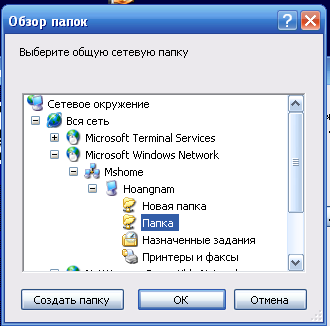 Обзор папок
Выберите общую сетевую папку
Сетевое окружение
Вся сеть
Microsoft Terminal Services
Microsoft Windows Network
Mshome
Hoangnam
Новая папка
Папка
Назначенные задания
Принтеры и факсы
Создать папку
OK
Отмена